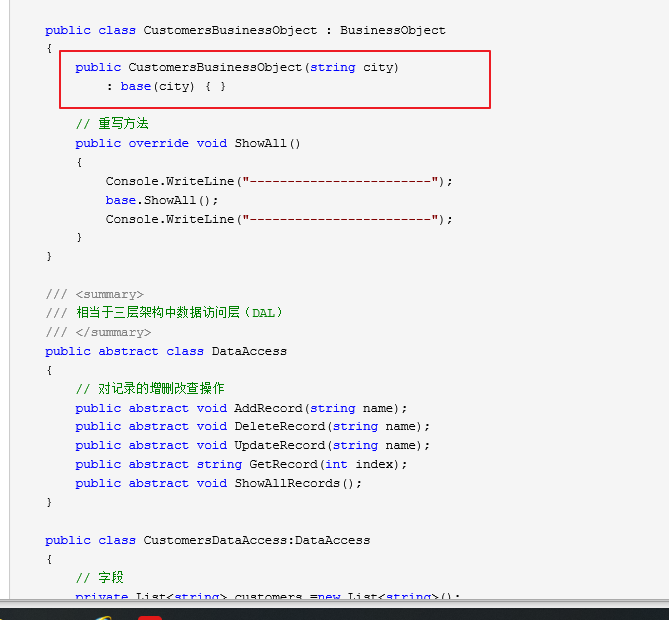 public class CustomersBusinessObject : BusinessObject
{
public CustomersBusinessObject(string city)
: base(city) { }
// 重写方法
public override void ShowAll()
{
Console.WriteLine("------------------------");
base.ShowAll();
Console.WriteLine("------------------------");
}
}
/// <summary>
/// 相当于三层架构中数据访问层（DAL）
/// </summary>
public abstract class DataAccess
{
// 对记录的增删改查操作
public abstract void AddRecord(string name);
public abstract void DeleteRecord(string name);
public abstract void UpdateRecord(string name);
public abstract string GetRecord(int index);
public abstract void ShowAllRecords();
}
public class CustomersDataAccess:DataAccess
{
// 字段
private List<string> customers =new List<string>();